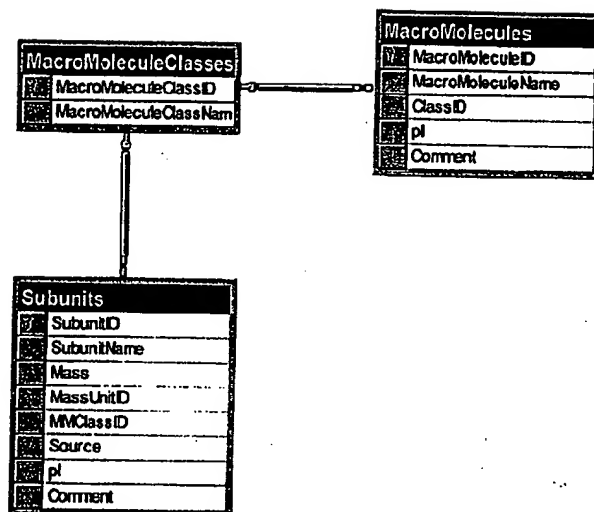 MacroMoleculeClasses
MacroMoleculeClassID
MacroMoleculeClassNam
MacroMolecules
MacroMoleculeID
MacroMoleculeName
ClassID
pI
Comment
Subunits
SubunitID
SubunitName
Mass
MassUnitID
MMClassID
Source
pI
Comment